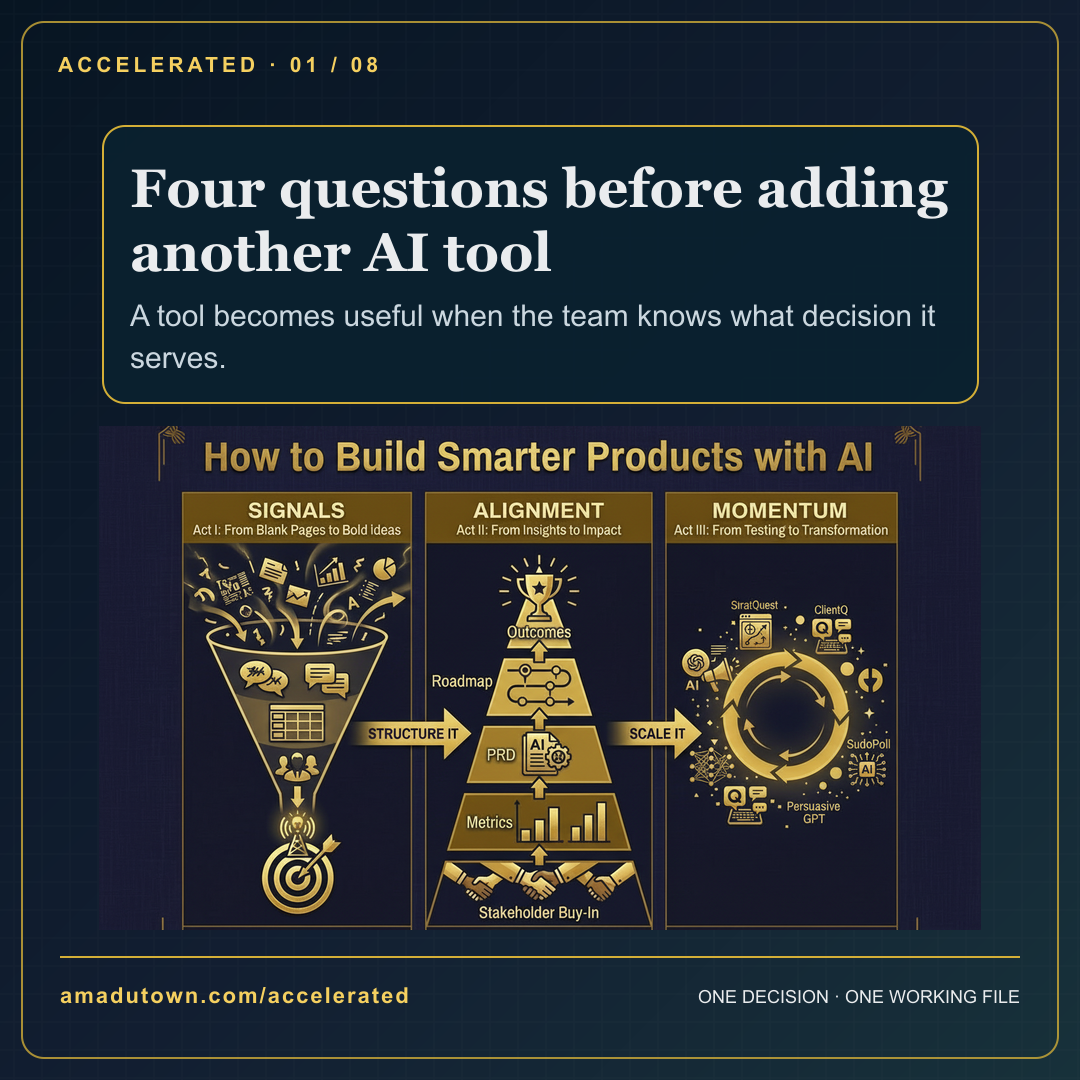 ACCELERATED · 01 / 08
Four questions before adding
another AI tool
A tool becomes useful when the team knows what decision it
serves.
How to Build Smarter Products with AI
SIGNALS
Act I: From Blank Pages to Bold Ideas
STRUCTURE IT
ALIGNMENT
Act II: From Insights to Impact
Outcomes
Roadmap
PRD
AI
Metrics
Stakeholder Buy-In
SCALE IT
MOMENTUM
Act III: From Testing to Transformation
StratQuest
ClientQ
Q
AI
SudoPoll
AI
Q
Persuasive
GPT
amadutown.com/accelerated
ONE DECISION · ONE WORKING FILE